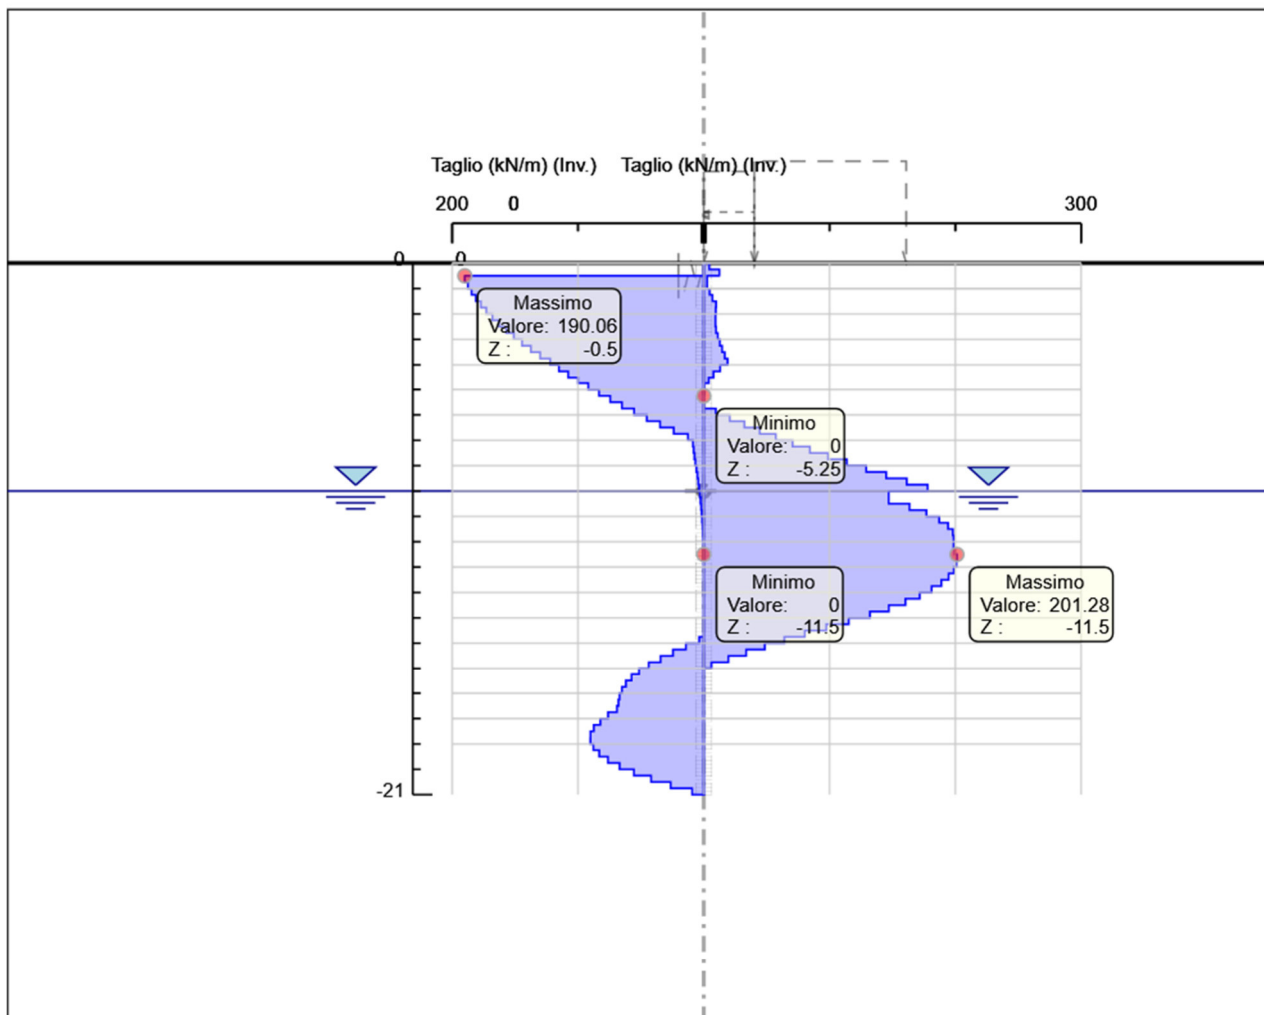 Taglio (kN/m) (Inv.) Taglio (kN/m) (Inv.)
200 0 300
0 0
Massimo
Valore: 190.06
Z : -0.5
Minimo
Valore: 0
Z : -5.25
Minimo
Valore: 0
Z : -11.5
Massimo
Valore: 201.28
Z : -11.5
-21